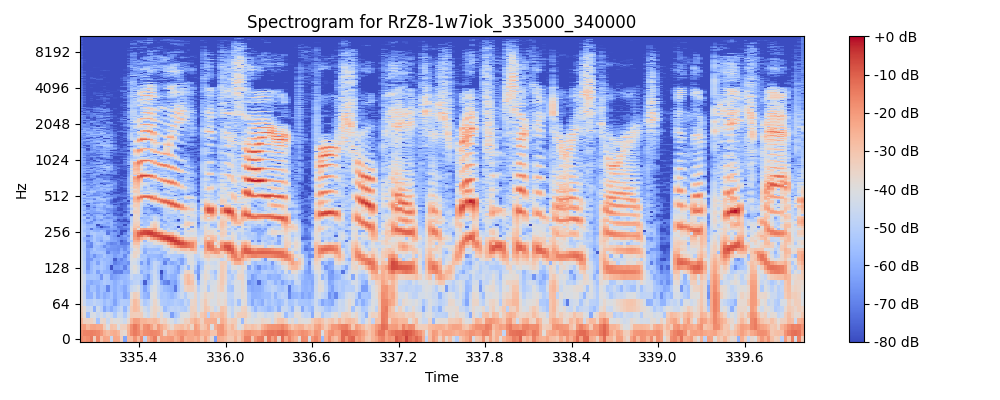 Spectrogram for RrZ8-1w7iok_335000_340000
Hz
8192
4096
2048
1024
512
256
128
64
0
335.4 336.0 336.6 337.2 337.8 338.4 339.0 339.6
Time
+0 dB
-10 dB
-20 dB
-30 dB
-40 dB
-50 dB
-60 dB
-70 dB
-80 dB